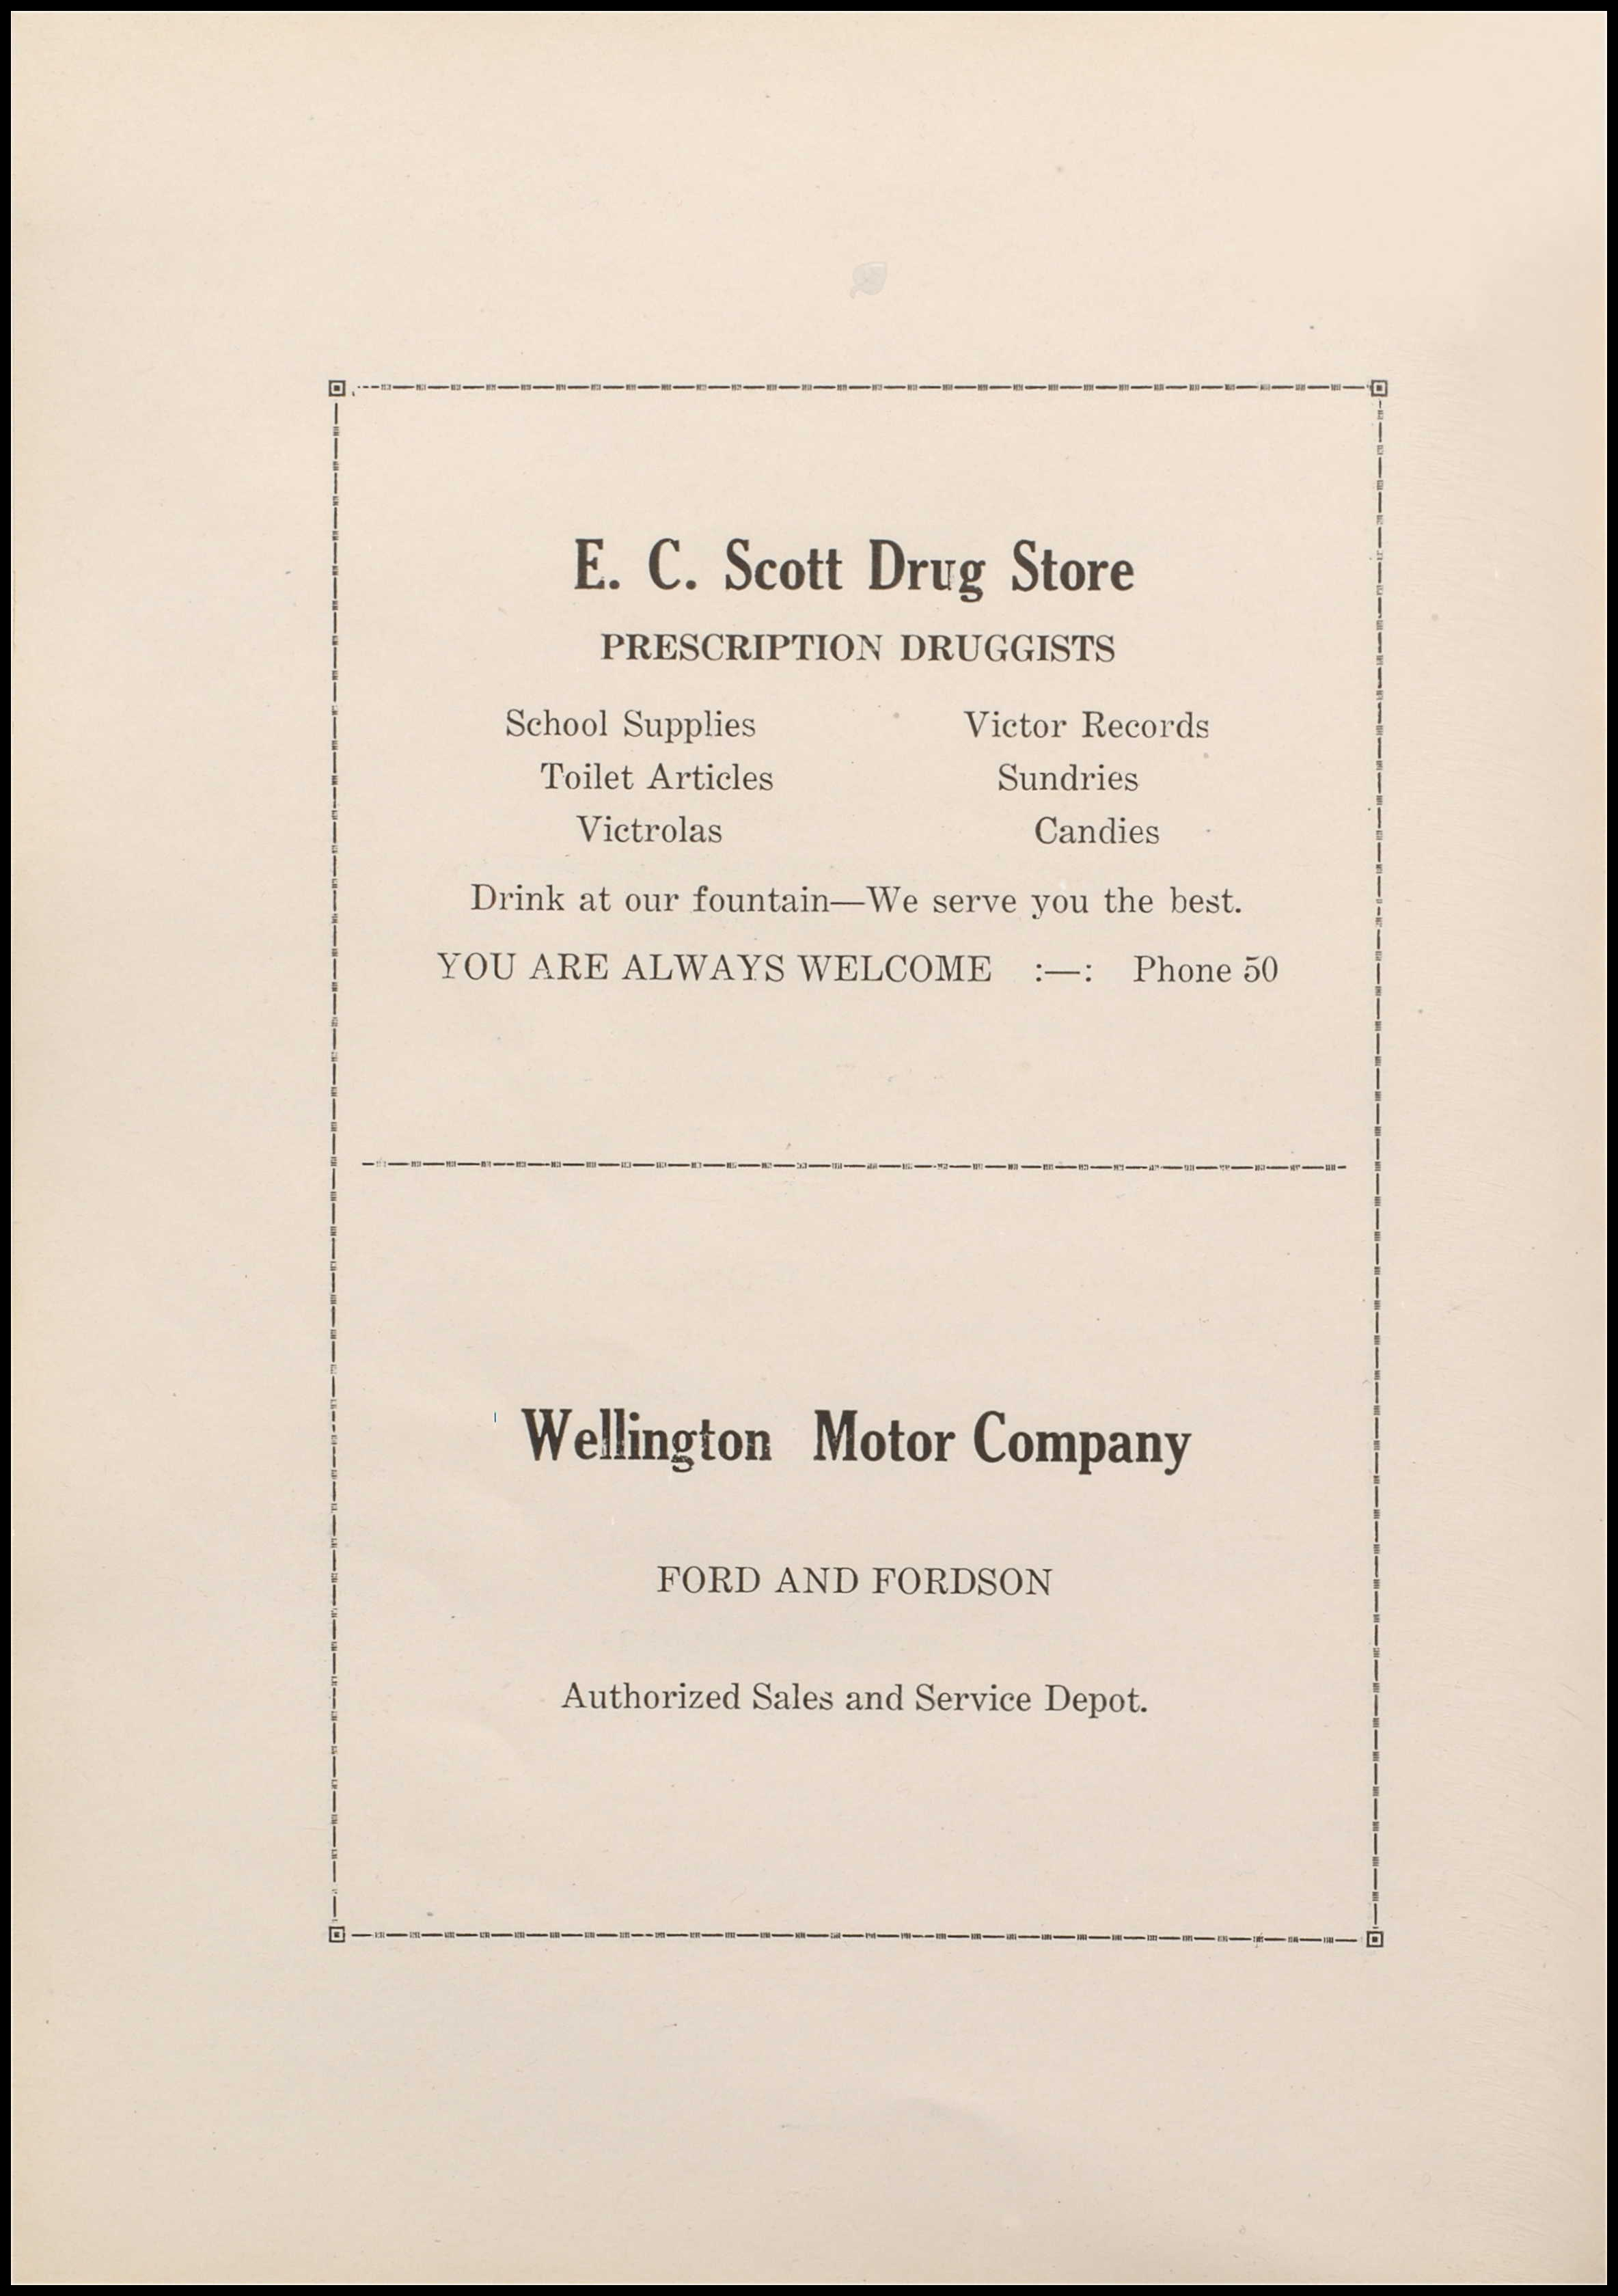 E. C. Scott Drug Store
PRESCRIPTION DRUGGISTS
School Supplies Victor Records
Toilet Articles Sundries
Victrolas Candies
Drink at our fountain—We serve you the best.
YOU ARE ALWAYS WELCOME :—: Phone 50
Wellington Motor Company
FORD AND FORDSON
Authorized Sales and Service Depot.